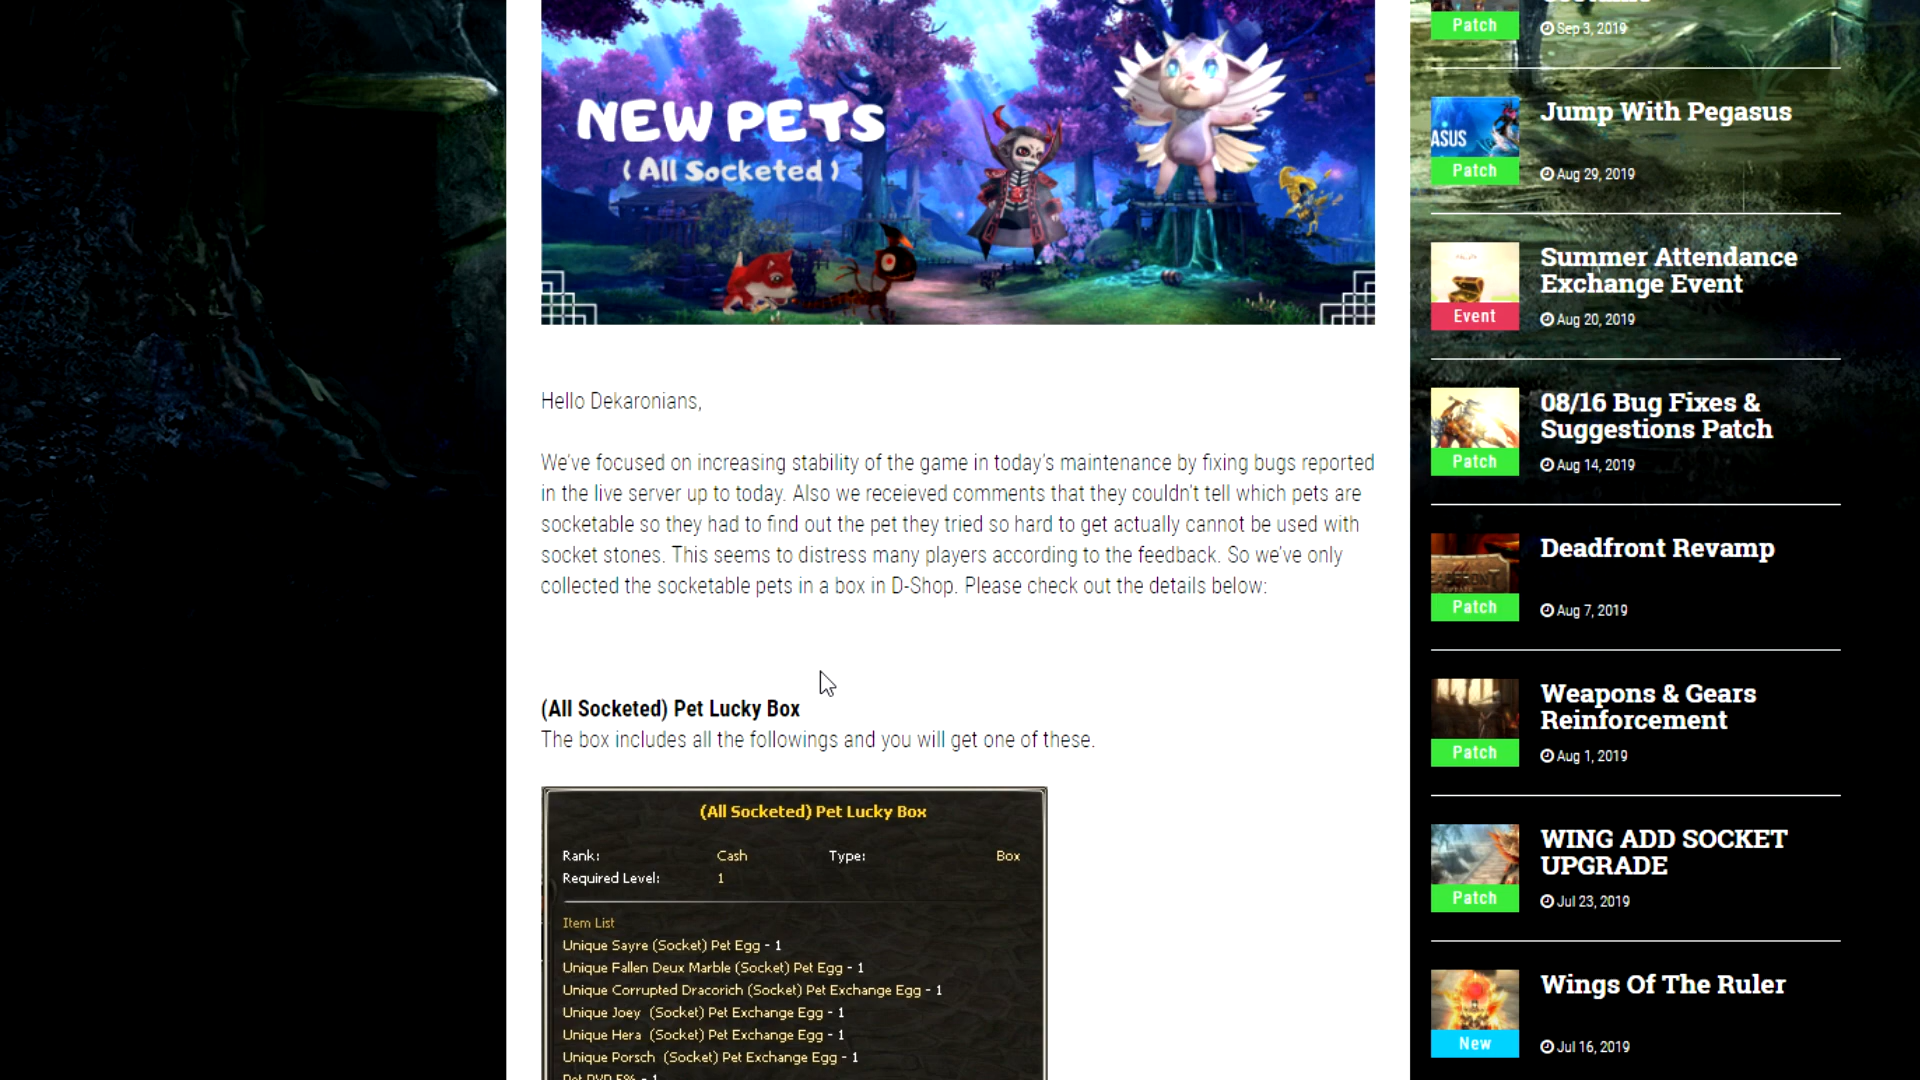 NEW PETS
( All Socketed )
Hello Dekaronians,
We've focused on increasing stability of the game in today's maintenance by fixing bugs reported
in the live server up to today. Also we receieved comments that they couldn't tell which pets are
socketable so they had to find out the pet they tried so hard to get actually cannot be used with
socket stones. This seems to distress many players according to the feedback. So we've only
collected the socketable pets in a box in D-Shop. Please check out the details below:
(All Socketed) Pet Lucky Box
The box includes all the followings and you will get one of these.
(All Socketed) Pet Lucky Box
Rank: Cash Type: Box
Required Level: 1
Item List
Unique Sayre (Socket) Pet Egg - 1
Unique Fallen Deux Marble (Socket) Pet Egg - 1
Unique Corrupted Dracorich (Socket) Pet Exchange Egg - 1
Unique Joey (Socket) Pet Exchange Egg - 1
Unique Hera (Socket) Pet Exchange Egg - 1
Unique Porsch (Socket) Pet Exchange Egg - 1
Pet PVP 5% - 1
Patch
Sep 3, 2019
Jump With Pegasus
ASUS
Patch
Aug 29, 2019
Summer Attendance
Exchange Event
Event
Aug 20, 2019
08/16 Bug Fixes &
Suggestions Patch
Patch
Aug 14, 2019
Deadfront Revamp
Patch
Aug 7, 2019
Weapons & Gears
Reinforcement
Patch
Aug 1, 2019
WING ADD SOCKET
UPGRADE
Patch
Jul 23, 2019
Wings Of The Ruler
New
Jul 16, 2019